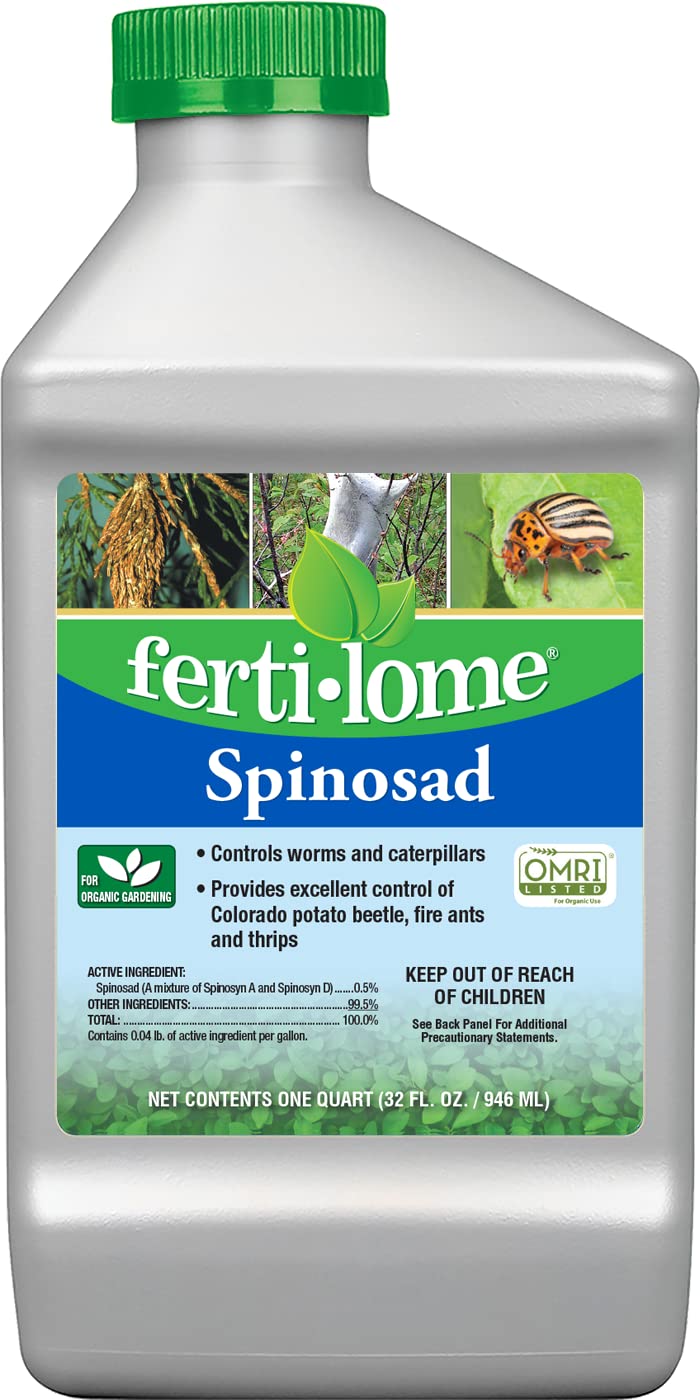 ferti•lome®
Spinosad
FOR
ORGANIC GARDENING
• Controls worms and caterpillars
• Provides excellent control of
Colorado potato beetle, fire ants
and thrips
OMRI®
LISTED
For Organic Use
ACTIVE INGREDIENT:
Spinosad (A mixture of Spinosyn A and Spinosyn D).......0.5%
OTHER INGREDIENTS:................................................99.5%
TOTAL: ................................................................... 100.0%
Contains 0.04 lb. of active ingredient per gallon.
KEEP OUT OF REACH
OF CHILDREN
See Back Panel For Additional
Precautionary Statements.
NET CONTENTS ONE QUART (32 FL. OZ. / 946 ML)